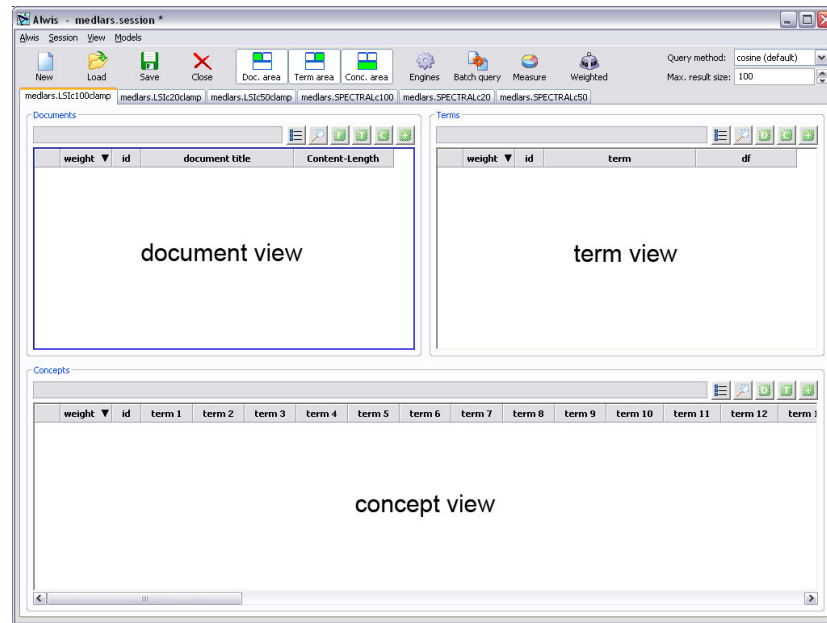 Alwis - medlars.session *
Alwis Session View Models
New Load Save Close Doc. area Term area Conc. area Engines Batch query Measure Weighted
Query method: cosine (default)
Max. result size: 100
medlars.LSIc100clamp medlars.LSIc20clamp medlars.LSIc50clamp medlars.SPECTRALc100 medlars.SPECTRALc20 medlars.SPECTRALc50
Documents
F T C +
weight ▼ id document title Content-Length
document view
Terms
D C +
weight ▼ id term df
term view
Concepts
D T +
weight ▼ id term 1 term 2 term 3 term 4 term 5 term 6 term 7 term 8 term 9 term 10 term 11 term 12 term 1
concept view